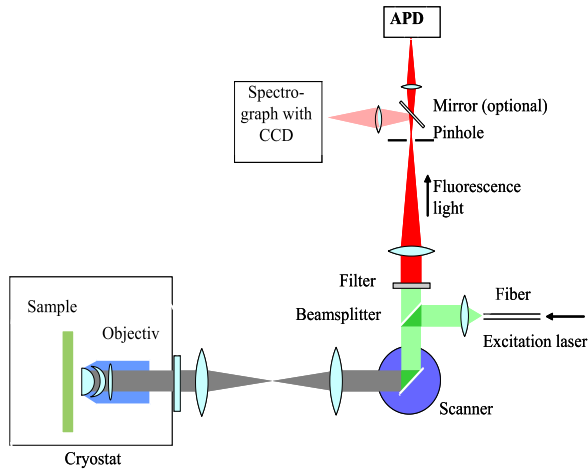 APD
Spectro-
graph with
CCD
Mirror (optional)
Pinhole
Fluorescence
light
Filter
Beamsplitter
Fiber
Excitation laser
Sample
Objectiv
Scanner
Cryostat